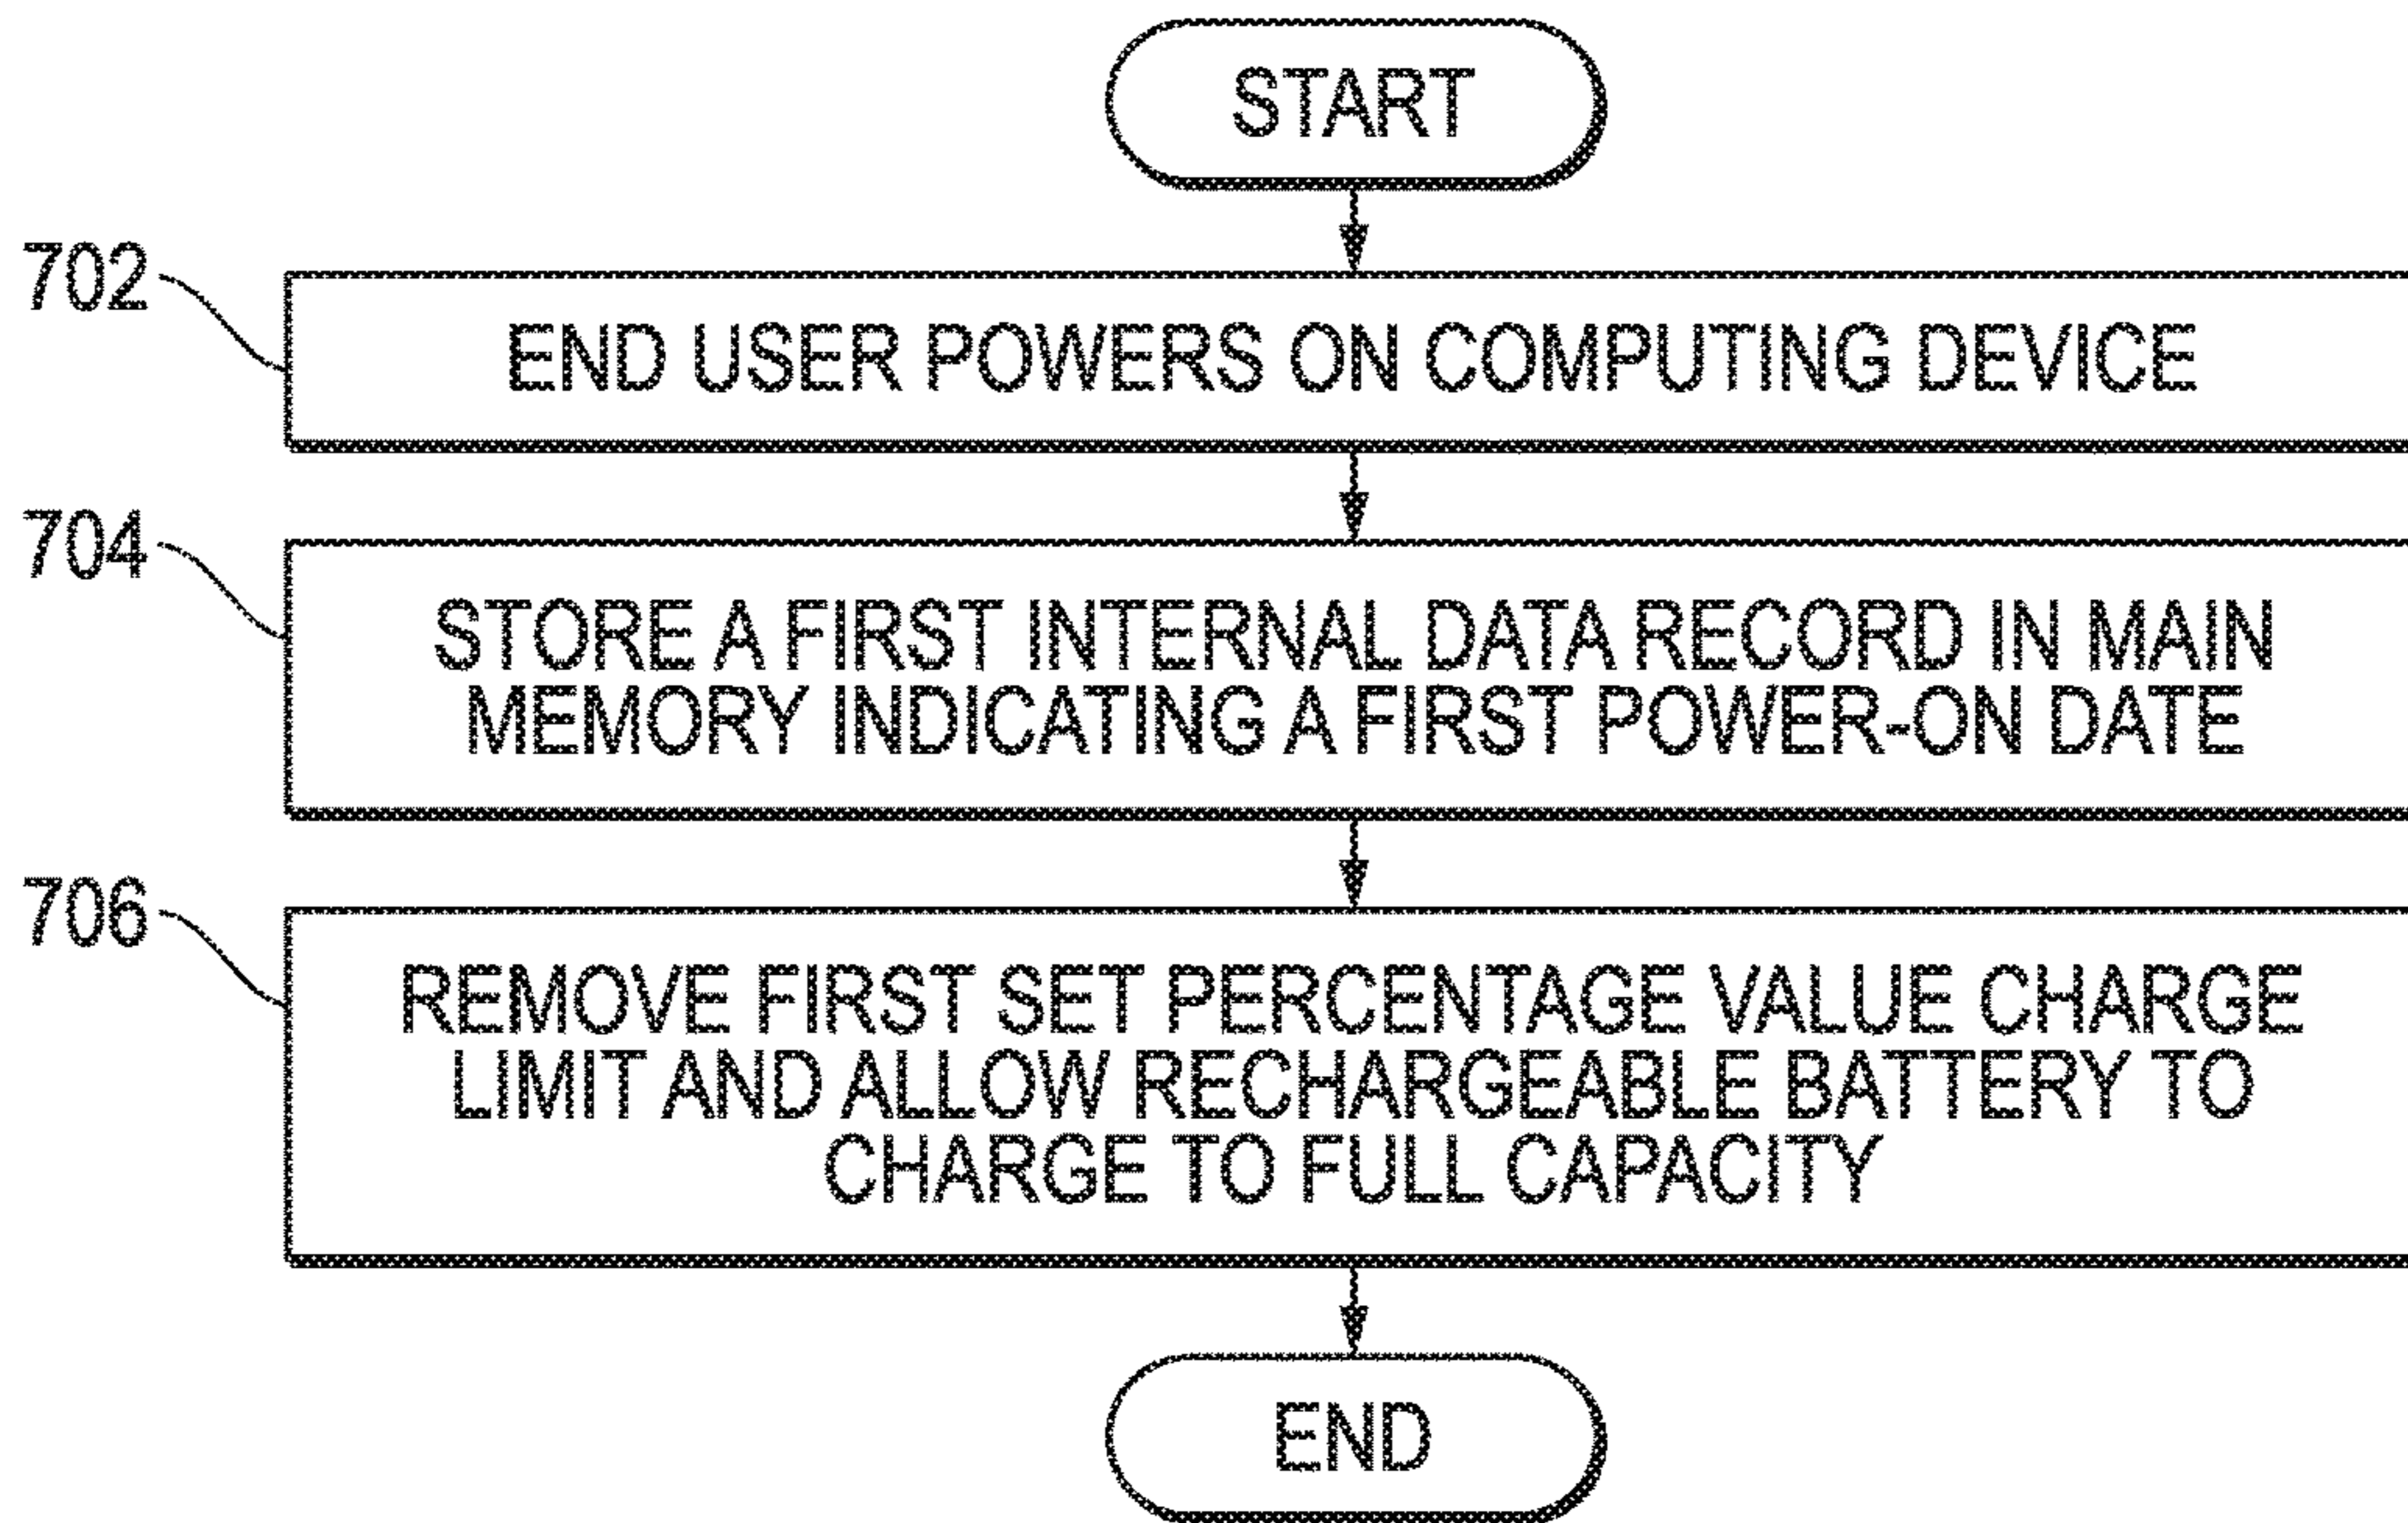 START
702
END USER POWERS ON COMPUTING DEVICE
704
STORE A FIRST INTERNAL DATA RECORD IN MAIN
MEMORY INDICATING A FIRST POWER-ON DATE
706
REMOVE FIRST SET PERCENTAGE VALUE CHARGE
LIMIT AND ALLOW RECHARGEABLE BATTERY TO
CHARGE TO FULL CAPACITY
END